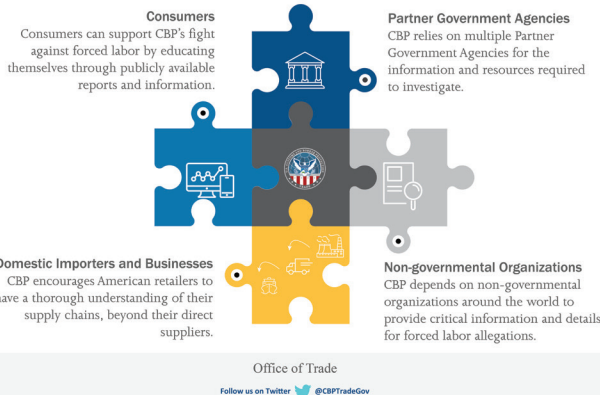 Consumers
Consumers can support CBP's fight
against forced labor by educating
themselves through publicly available
reports and information.
Partner Government Agencies
CBP relies on multiple Partner
Government Agencies for the
information and resources required
to investigate.
Domestic Importers and Businesses
CBP encourages American retailers to
have a thorough understanding of their
supply chains, beyond their direct
suppliers.
Non-governmental Organizations
CBP depends on non-governmental
organizations around the world to
provide critical information and details
for forced labor allegations.
Office of Trade
Follow us on Twitter @CBPTradeGov